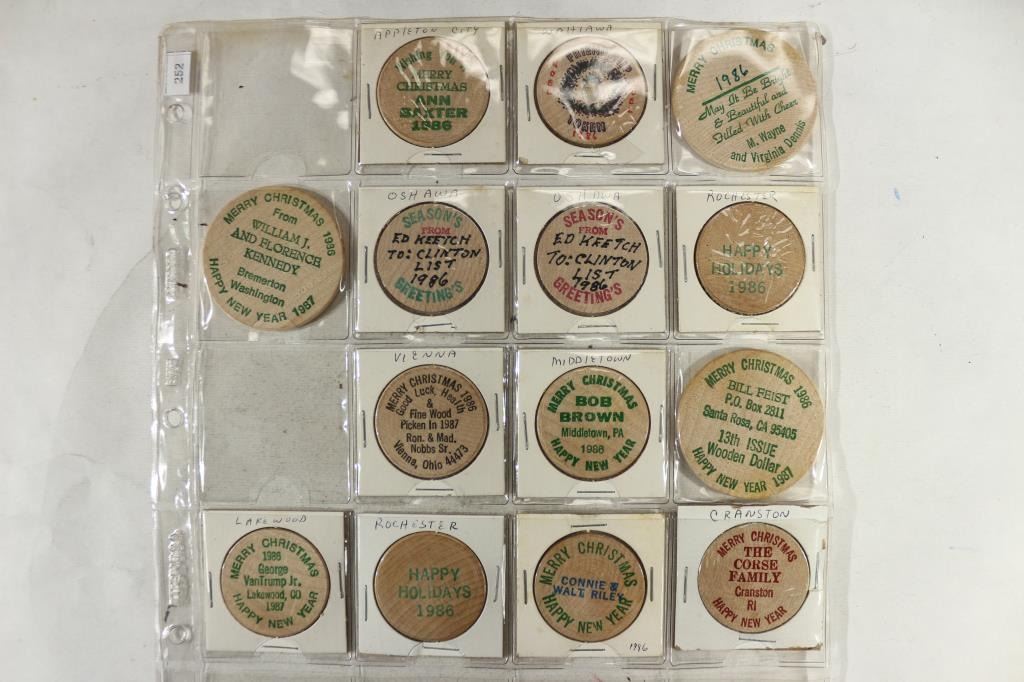 252
APPLETON CITY
MERRY
CHRISTMAS
ANN
BAXTER
1986
WAHIAWA
TOKEN
MERRY CHRISTMAS
1986
May It Be Bright
& Beautiful and
Filled With Cheer
M. Wayne
and Virginia Dennis
MERRY CHRISTMAS 1986
From
WILLIAM J.
AND FLORENCE
KENNEDY
Bremerton
Washington
HAPPY NEW YEAR 1987
OSHAWA
SEASON'S
FROM
ED KEETCH
TO: CLINTON
LIST
1986
GREETING'S
OSHAWA
SEASON'S
FROM
ED KEETCH
TO: CLINTON
LIST
1986
GREETING'S
ROCHESTER
HAPPY
HOLIDAYS
1986
VIENNA
MERRY CHRISTMAS 1986
Good Luck, Health
&
Fine Wood
Picken In 1987
Ron. & Mad.
Nobbs Sr.
Vienna, Ohio 44473
MIDDLETOWN
MERRY CHRISTMAS
BOB
BROWN
Middletown, PA
1986
HAPPY NEW YEAR
MERRY CHRISTMAS 1986
BILL FEIST
P.O. Box 2811
Santa Rosa, CA 95405
13th ISSUE
Wooden Dollar
HAPPY NEW YEAR 1987
LAKEWOOD
MERRY CHRISTMAS
1986
George
VanTrump Jr.
Lakewood, CO
1987
HAPPY NEW YEAR
ROCHESTER
HAPPY
HOLIDAYS
1986
MERRY CHRISTMAS
CONNIE &
WALT RILEY
HAPPY NEW YEAR
1986
CRANSTON
MERRY CHRISTMAS
THE
CORSE
FAMILY
Cranston
RI
HAPPY NEW YEAR